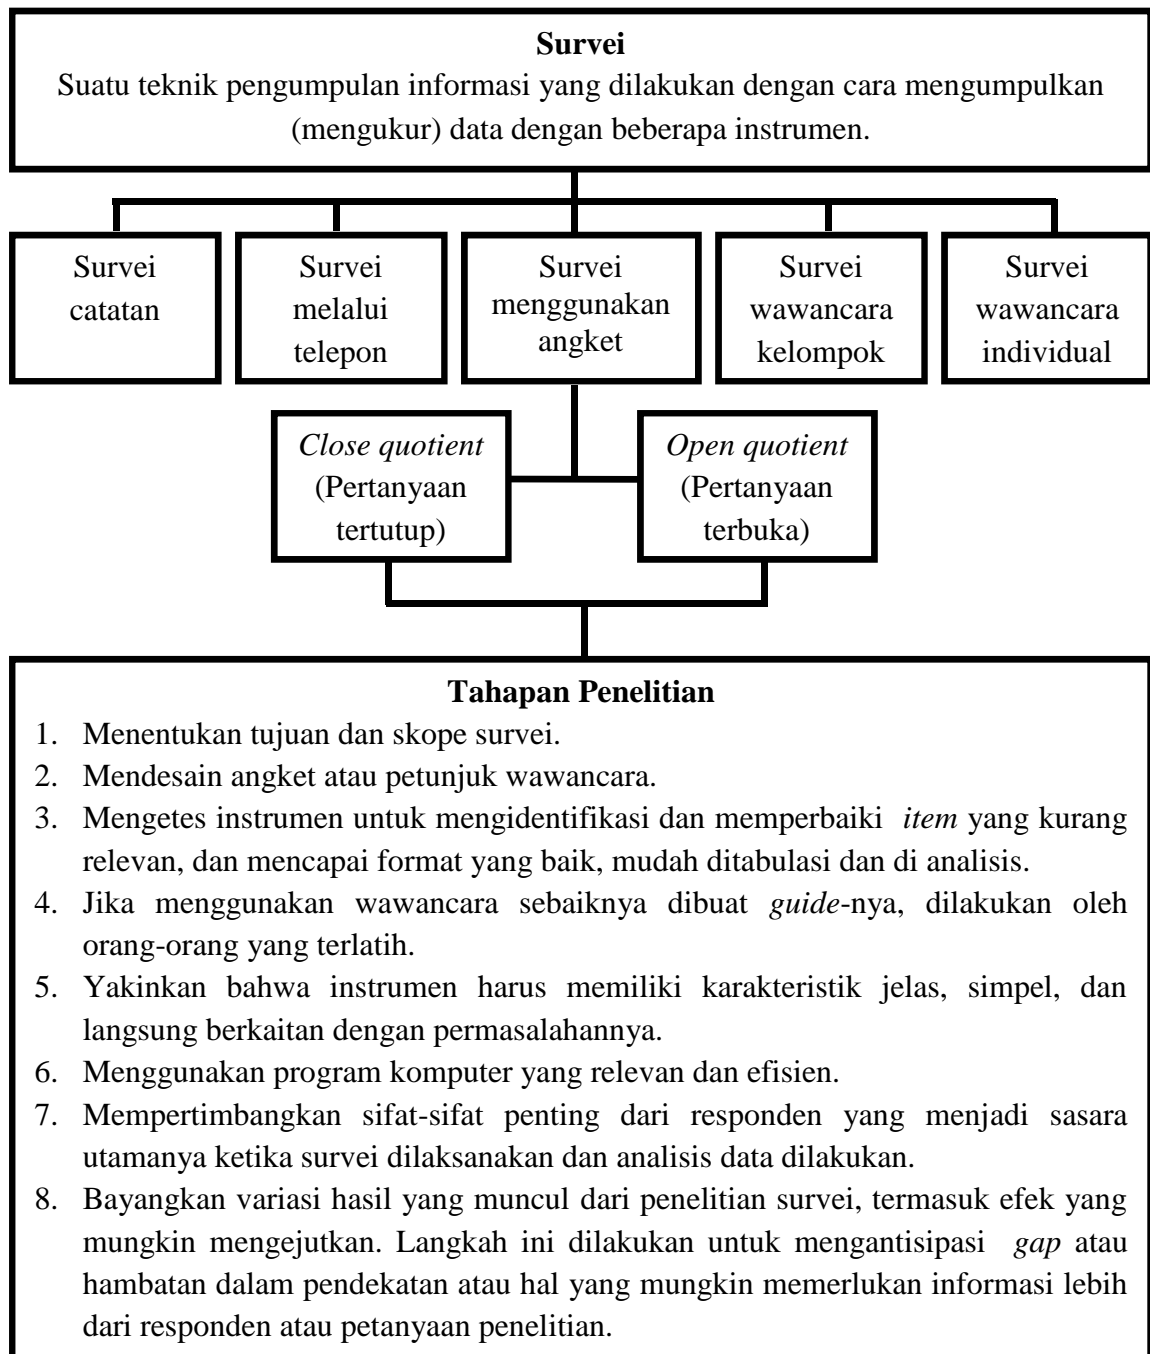 Survei
Suatu teknik pengumpulan informasi yang dilakukan dengan cara mengumpulkan
(mengukur) data dengan beberapa instrumen.
Survei
catatan
Survei
melalui
telepon
Survei
menggunakan
angket
Survei
wawancara
kelompok
Survei
wawancara
individual
Close quotient
(Pertanyaan
tertutup)
Open quotient
(Pertanyaan
terbuka)
Tahapan Penelitian
1. Menentukan tujuan dan skope survei.
2. Mendesain angket atau petunjuk wawancara.
3. Mengetes instrumen untuk mengidentifikasi dan memperbaiki item yang kurang
relevan, dan mencapai format yang baik, mudah ditabulasi dan di analisis.
4. Jika menggunakan wawancara sebaiknya dibuat guide-nya, dilakukan oleh
orang-orang yang terlatih.
5. Yakinkan bahwa instrumen harus memiliki karakteristik jelas, simpel, dan
langsung berkaitan dengan permasalahannya.
6. Menggunakan program komputer yang relevan dan efisien.
7. Mempertimbangkan sifat-sifat penting dari responden yang menjadi sasara
utamanya ketika survei dilaksanakan dan analisis data dilakukan.
8. Bayangkan variasi hasil yang muncul dari penelitian survei, termasuk efek yang
mungkin mengejutkan. Langkah ini dilakukan untuk mengantisipasi gap atau
hambatan dalam pendekatan atau hal yang mungkin memerlukan informasi lebih
dari responden atau petanyaan penelitian.